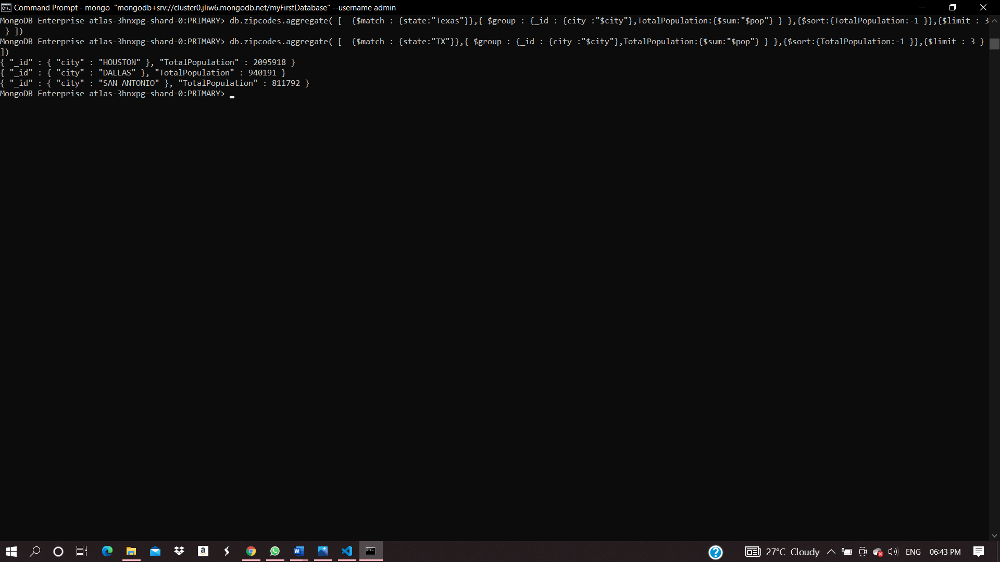 Command Prompt - mongo  "mongodb+srv://cluster0.jliw6.mongodb.net/myFirstDatabase" --username admin
MongoDB Enterprise atlas-3hnxpg-shard-0:PRIMARY> db.zipcodes.aggregate( [  {$match : {state:"Texas"}},{ $group : {_id : {city :"$city"},TotalPopulation:{$sum:"$pop"} } },{$sort:{TotalPopulation:-1 }},{$limit : 3
 } ])
MongoDB Enterprise atlas-3hnxpg-shard-0:PRIMARY> db.zipcodes.aggregate( [  {$match : {state:"TX"}},{ $group : {_id : {city :"$city"},TotalPopulation:{$sum:"$pop"} } },{$sort:{TotalPopulation:-1 }},{$limit : 3 }
])
{ "_id" : { "city" : "HOUSTON" }, "TotalPopulation" : 2095918 }
{ "_id" : { "city" : "DALLAS" }, "TotalPopulation" : 940191 }
{ "_id" : { "city" : "SAN ANTONIO" }, "TotalPopulation" : 811792 }
MongoDB Enterprise atlas-3hnxpg-shard-0:PRIMARY>
27°C Cloudy ENG 06:43 PM